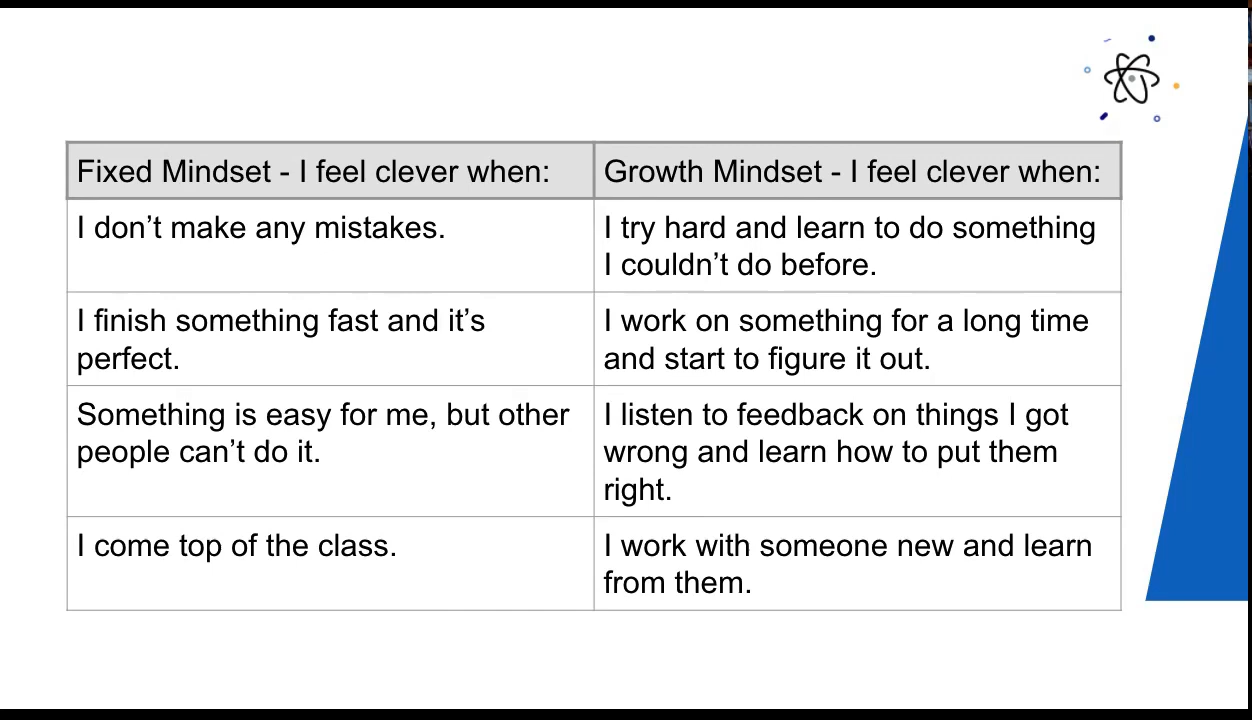 Fixed Mindset - I feel clever when:
Growth Mindset - I feel clever when:
I don’t make any mistakes.
I try hard and learn to do something
I couldn’t do before.
I finish something fast and it’s
perfect.
I work on something for a long time
and start to figure it out.
Something is easy for me, but other
people can’t do it.
I listen to feedback on things I got
wrong and learn how to put them
right.
I come top of the class.
I work with someone new and learn
from them.